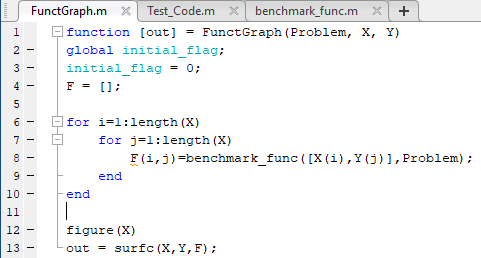 FunctGraph.m × Test_Code.m × benchmark_func.m × +
1 function [out] = FunctGraph(Problem, X, Y)
2 – global initial_flag;
3 – initial_flag = 0;
4 – F = [];
5
6 – for i=1:length(X)
7 – for j=1:length(X)
8 – F(i,j)=benchmark_func([X(i),Y(j)],Problem);
9 – end
10 – end
11
12 – figure(X)
13 – out = surfc(X,Y,F);